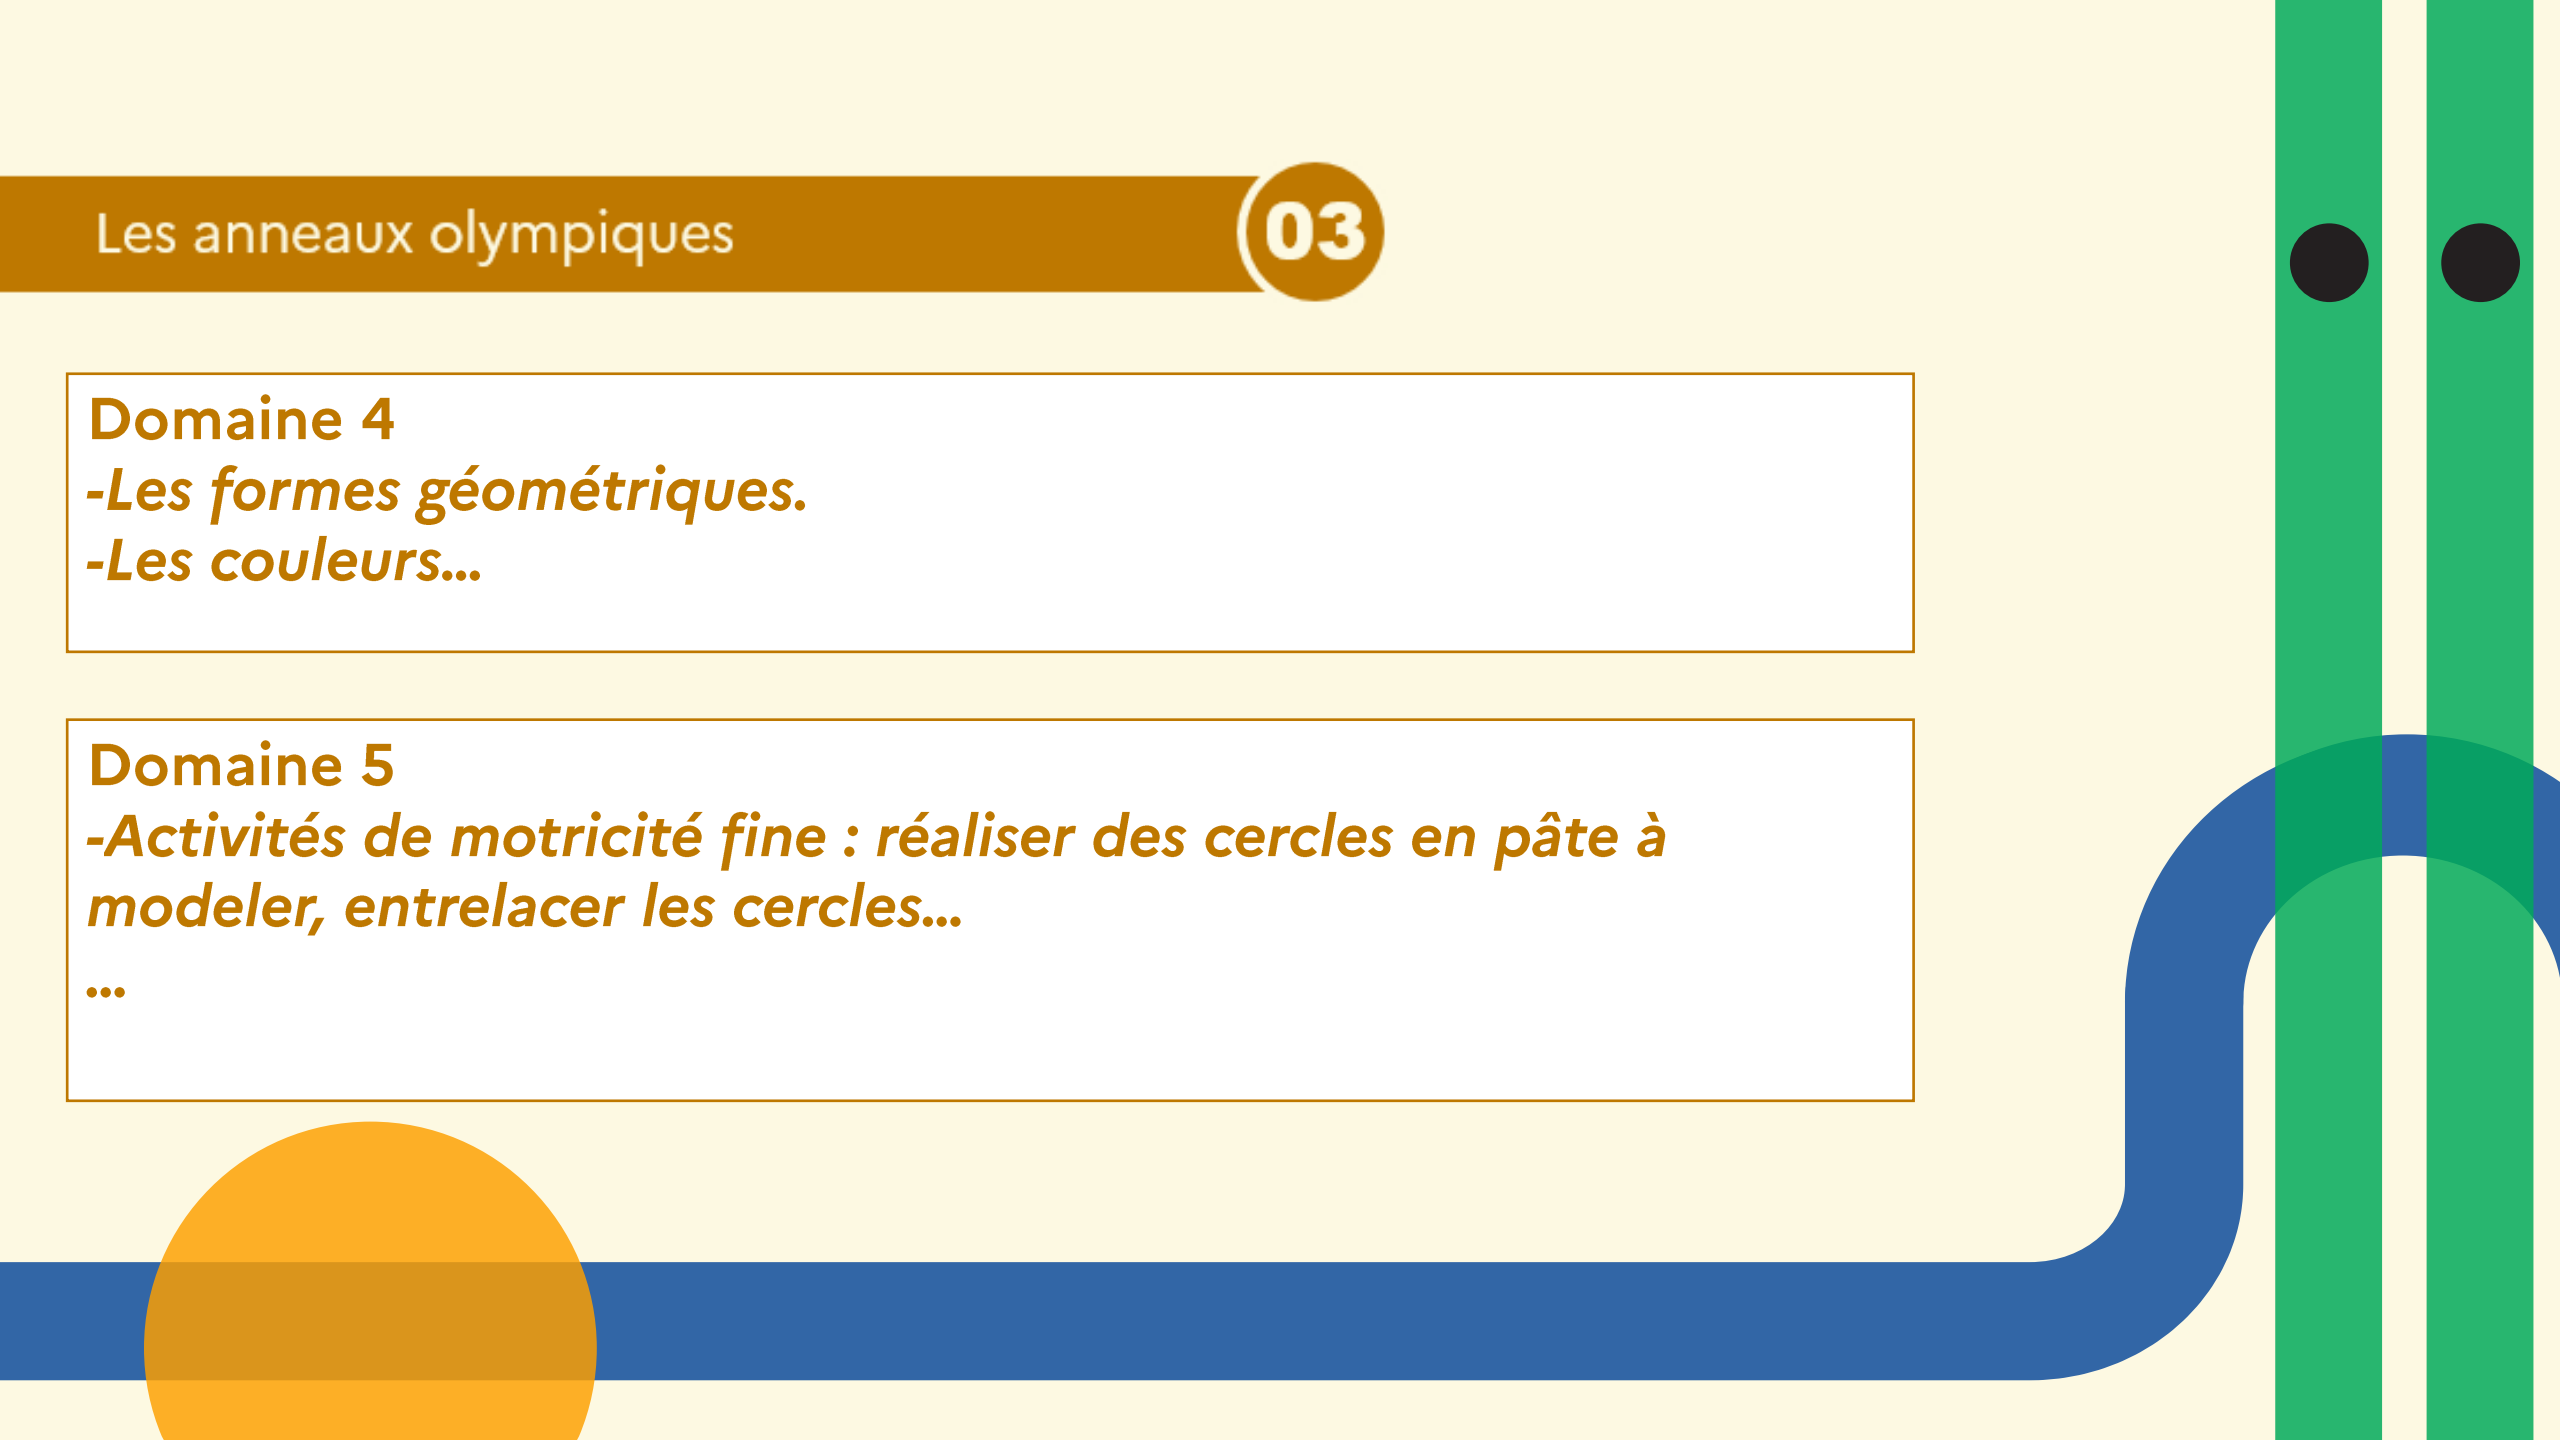 Les anneaux olympiques
03
Domaine 4
-Les formes géométriques.
-Les couleurs…
Domaine 5
-Activités de motricité fine : réaliser des cercles en pâte à
modeler, entrelacer les cercles…
…